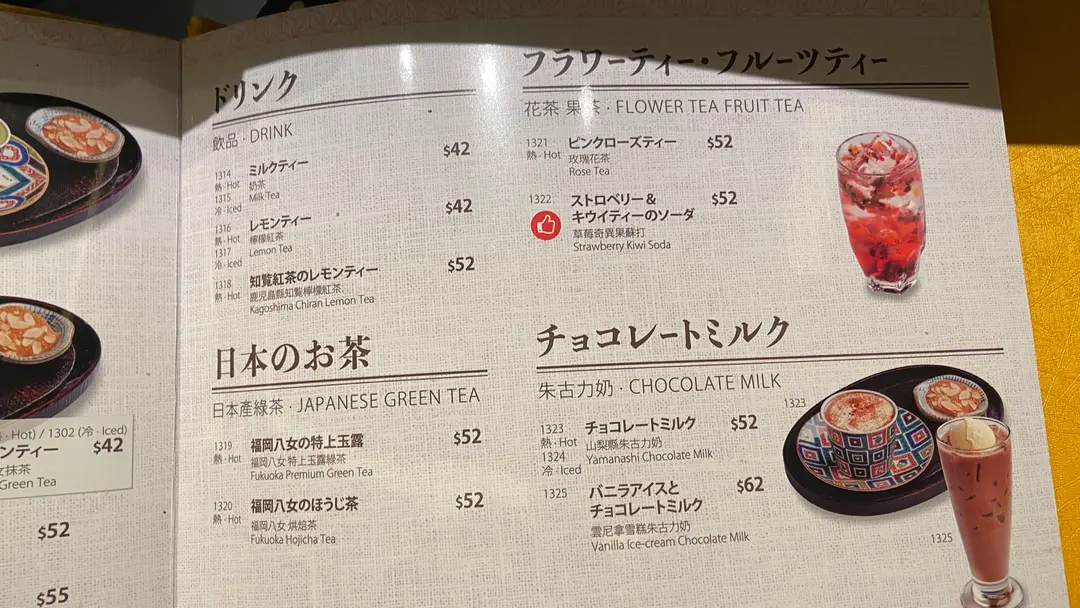 · Hot) / 1302 (冷 · Iced)
ンティー $42
女抹茶
Green Tea
$52
$55
ドリンク
飲品 · DRINK
1314 ミルクティー $42
熱 · Hot 奶茶
1315 Milk Tea
冷 · Iced
1316 レモンティー $42
熱 · Hot 檸檬紅茶
1317 Lemon Tea
冷 · Iced
1318 知覧紅茶のレモンティー $52
熱 · Hot 鹿児島縣知覧檸檬紅茶
Kagoshima Chiran Lemon Tea
日本のお茶
日本產綠茶 · JAPANESE GREEN TEA
1319 福岡八女の特上玉露 $52
熱 · Hot 福岡八女 特上玉露綠茶
Fukuoka Premium Green Tea
1320 福岡八女のほうじ茶 $52
熱 · Hot 福岡八女 烘焙茶
Fukuoka Hojicha Tea
フラワーティー・フルーツティー
花茶 果茶 · FLOWER TEA FRUIT TEA
1321 ピンクローズティー $52
熱 · Hot 玫瑰花茶
Rose Tea
1322 ストロベリー & $52
キウイティーのソーダ
草莓奇異果蘇打
Strawberry Kiwi Soda
チョコレートミルク
朱古力奶 · CHOCOLATE MILK
1323
1323 チョコレートミルク $52
熱 · Hot 山梨縣朱古力奶
1324 Yamanashi Chocolate Milk
冷 · Iced
1325 バニラアイスと $62
チョコレートミルク
雲尼拿雪糕朱古力奶
Vanilla Ice-cream Chocolate Milk
1325